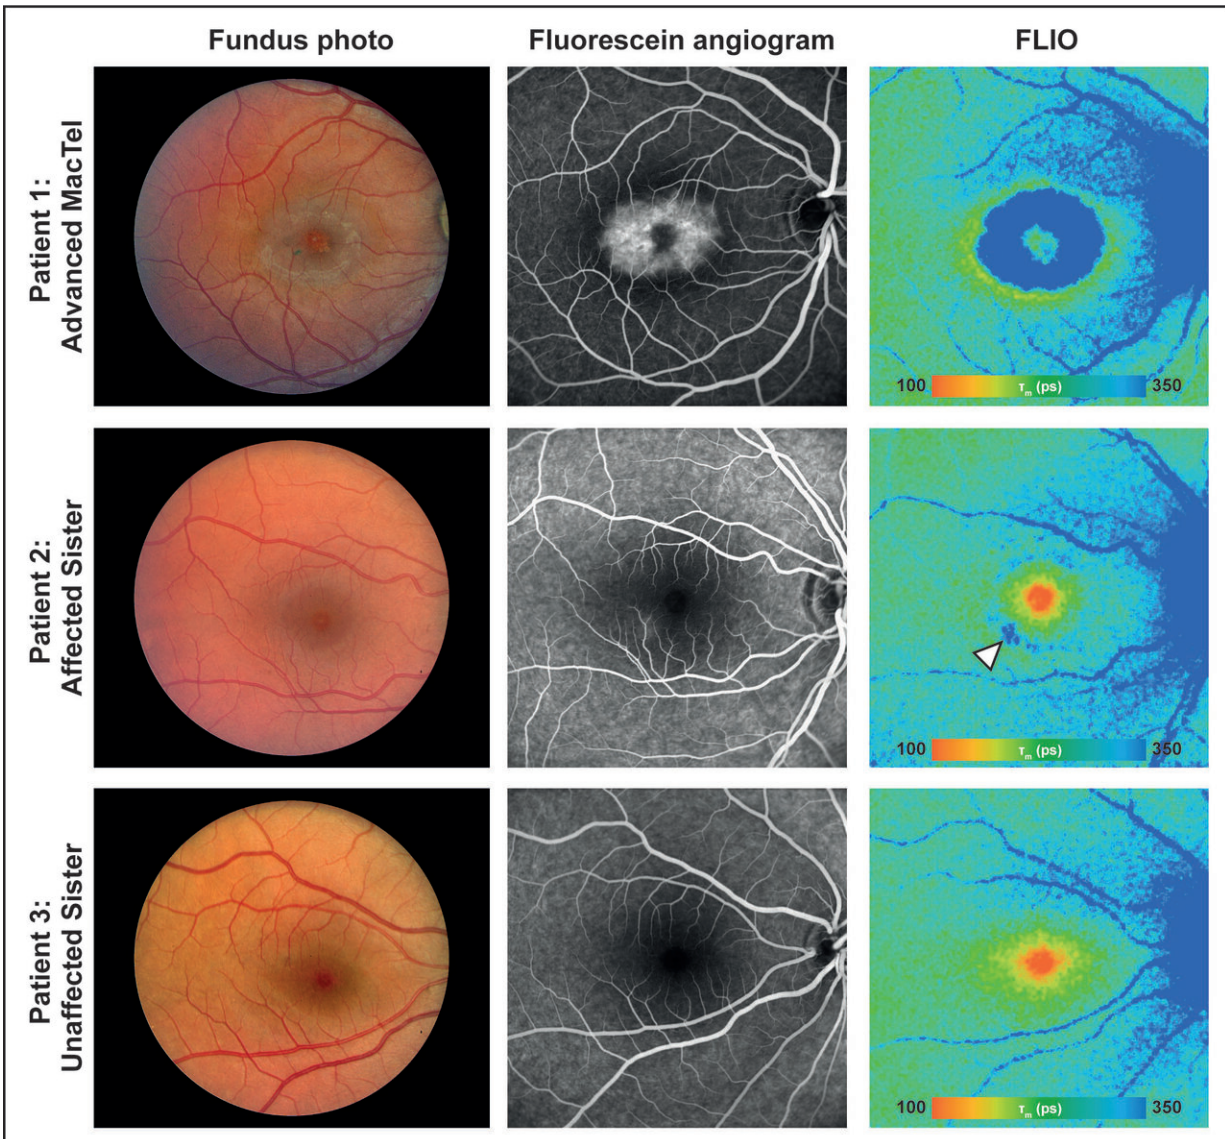 Fundus photo
Fluorescein angiogram
FLIO
Patient 1:
Advanced MacTel
100 τm (ps) 350
Patient 2:
Affected Sister
100 τm (ps) 350
Patient 3:
Unaffected Sister
100 τm (ps) 350